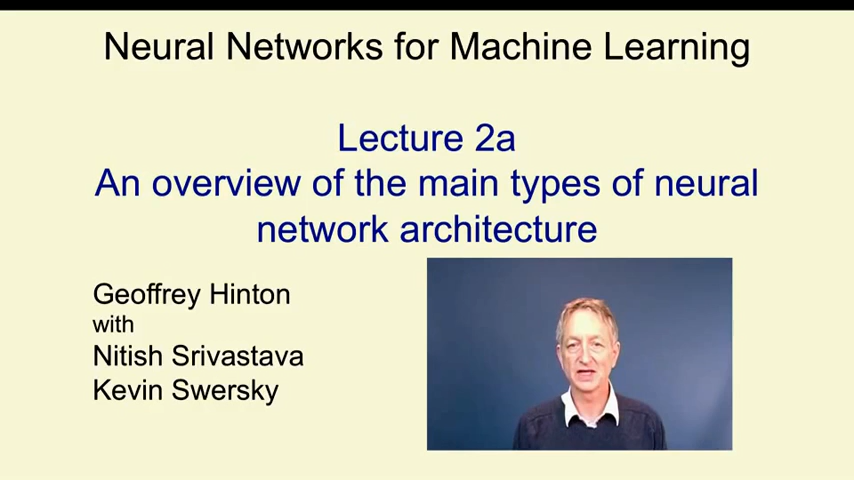 Neural Networks for Machine Learning
Lecture 2a
An overview of the main types of neural
network architecture
Geoffrey Hinton
with
Nitish Srivastava
Kevin Swersky